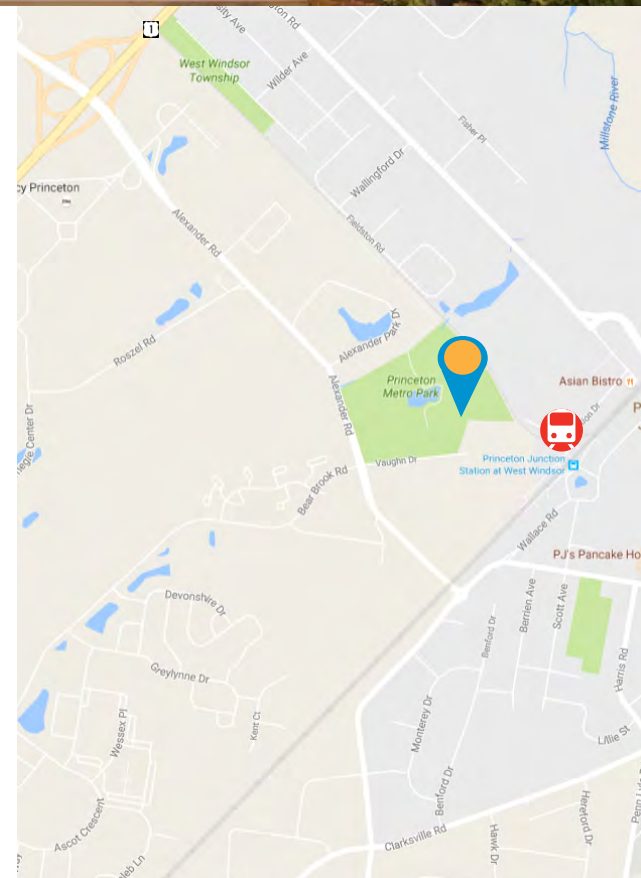 1
West Windsor
Township
Wilder Ave
Fisher Pl
Millstone River
Wallingford Dr
cy Princeton
Fieldston Rd
Alexander Rd
Roszel Rd
Alexander Park Dr
Princeton
Metro Park
Asian Bistro
Alexander Rd
Vaughn Dr
Princeton Junction
Station at West Windsor
Bear Brook Rd
Wallace Rd
PJ's Pancake Ho
Devonshire Dr
Berrien Ave
Scott Ave
Benford Dr
Greylynne Dr
Harris Rd
Kent Ct
Wessex Pl
Monterey Dr
Lillie St
Benford Dr
Clarksville Rd
Ascot Crescent
Hawk Dr
Hereford Dr